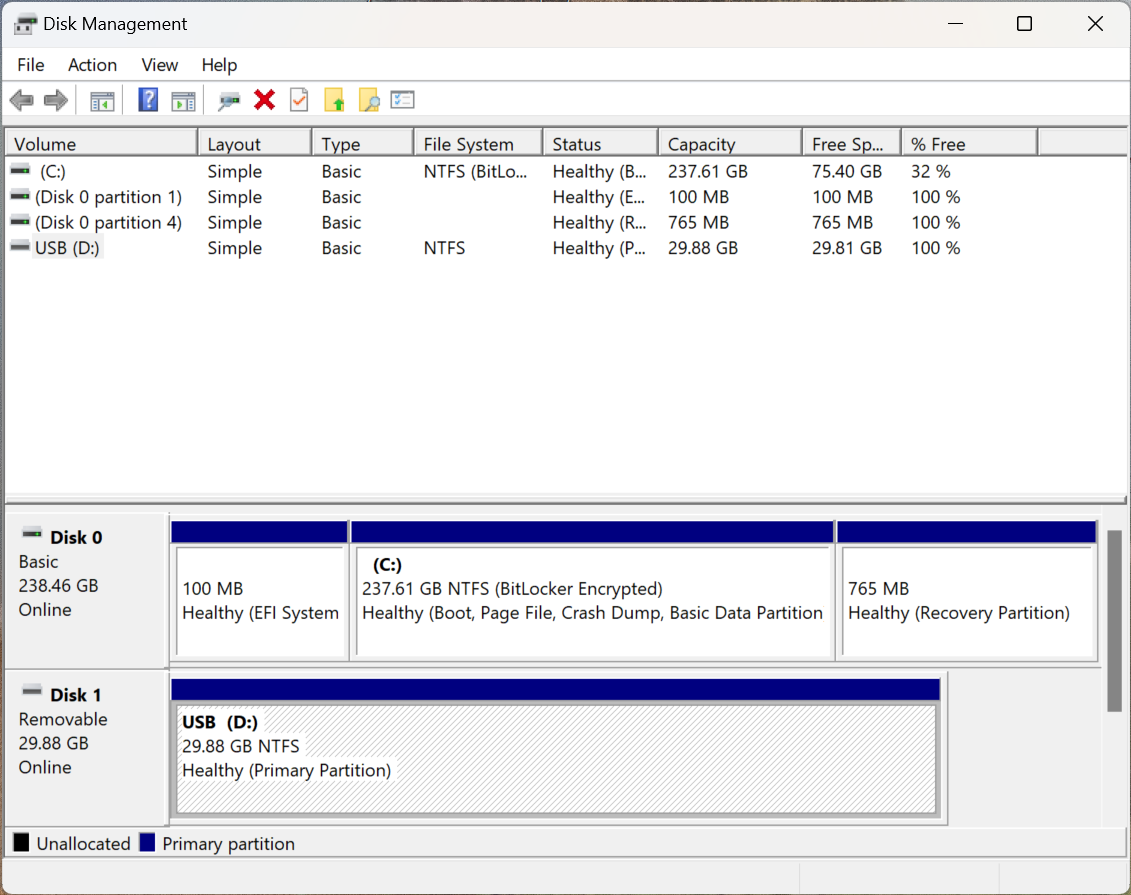 Disk Management
File Action View Help
Volume Layout Type File System Status Capacity Free Sp... % Free
(C:) Simple Basic NTFS (BitLo... Healthy (B... 237.61 GB 75.40 GB 32 %
(Disk 0 partition 1) Simple Basic Healthy (E... 100 MB 100 MB 100 %
(Disk 0 partition 4) Simple Basic Healthy (R... 765 MB 765 MB 100 %
USB (D:) Simple Basic NTFS Healthy (P... 29.88 GB 29.81 GB 100 %
Disk 0
Basic
238.46 GB
Online
100 MB
Healthy (EFI System
(C:)
237.61 GB NTFS (BitLocker Encrypted)
Healthy (Boot, Page File, Crash Dump, Basic Data Partition
765 MB
Healthy (Recovery Partition)
Disk 1
Removable
29.88 GB
Online
USB (D:)
29.88 GB NTFS
Healthy (Primary Partition)
Unallocated Primary partition